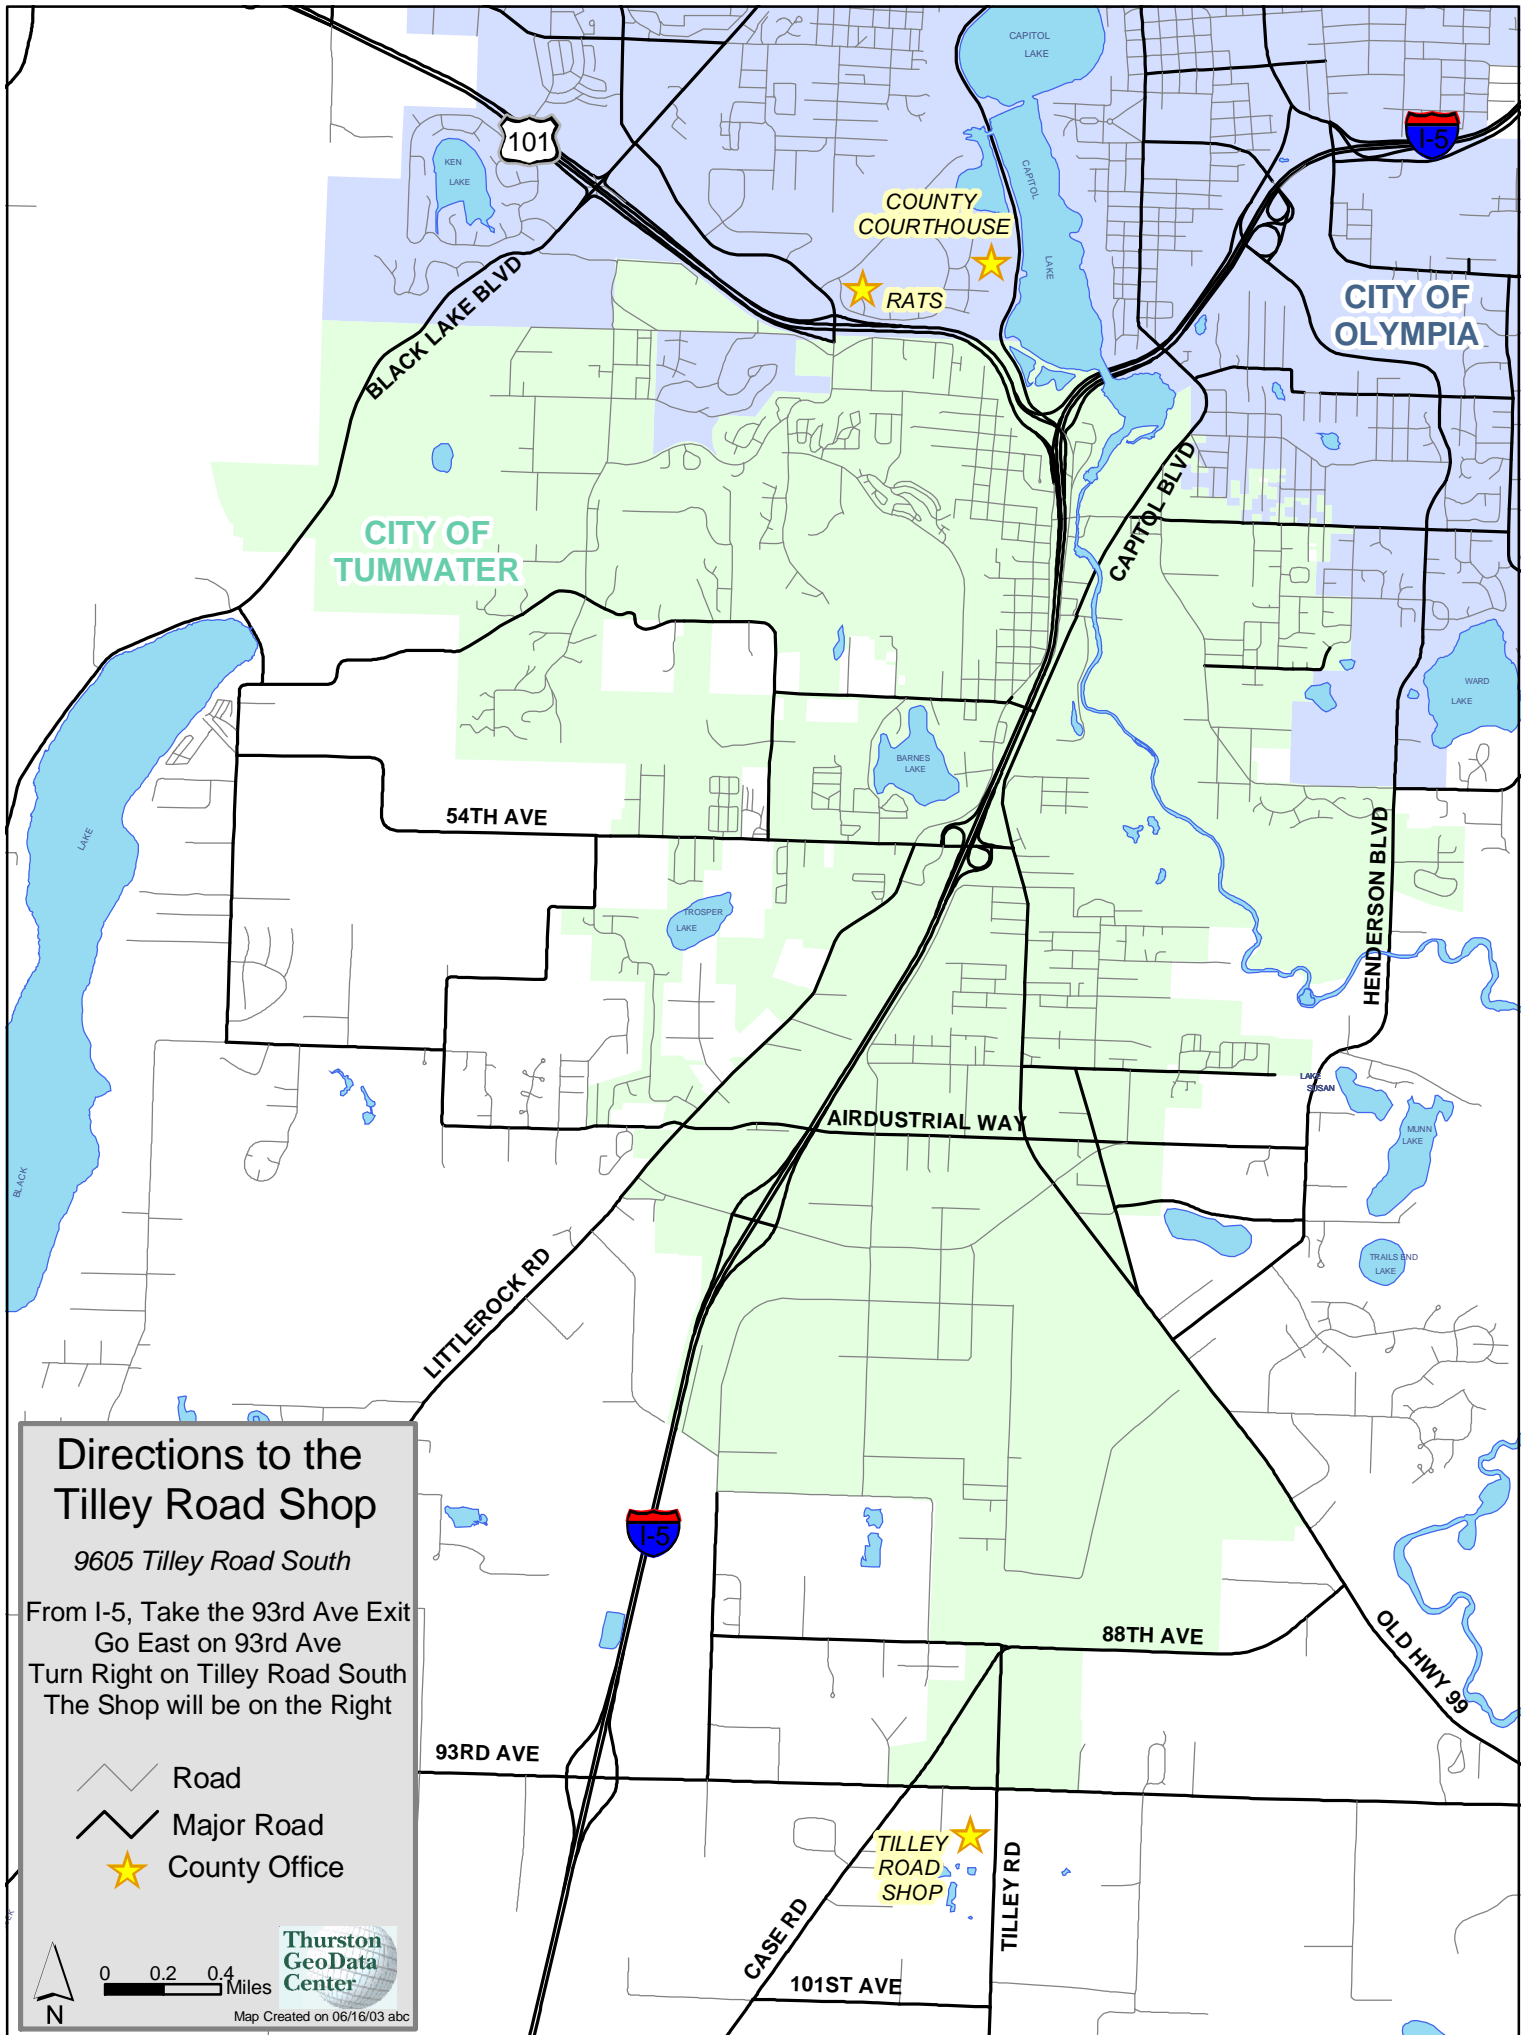 CAPITOL
LAKE
101
I-5
KEN
LAKE
CAPITOL
LAKE
COUNTY
COURTHOUSE
RATS
CITY OF
OLYMPIA
BLACK LAKE BLVD
CAPITOL BLVD
CITY OF
TUMWATER
WARD
LAKE
BARNES
LAKE
54TH AVE
LAKE
BLACK
HENDERSON BLVD
TROSPER
LAKE
LAKE
SUSAN
MUNN
LAKE
AIRDUSTRIAL WAY
TRAILS END
LAKE
LITTLEROCK RD
I-5
88TH AVE
OLD HWY 99
93RD AVE
TILLEY
ROAD
SHOP
TILLEY RD
CASE RD
101ST AVE
Directions to the
Tilley Road Shop
9605 Tilley Road South
From I-5, Take the 93rd Ave Exit
Go East on 93rd Ave
Turn Right on Tilley Road South
The Shop will be on the Right
Road
Major Road
County Office
N
0 0.2 0.4
Miles
Thurston
GeoData
Center
Map Created on 06/16/03 abc